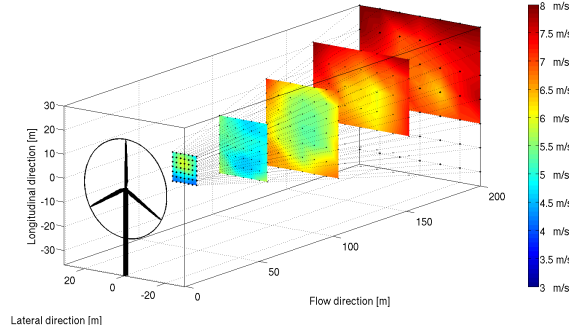 8 m/s
7.5 m/s
7 m/s
6.5 m/s
6 m/s
5.5 m/s
5 m/s
4.5 m/s
4 m/s
3.5 m/s
3 m/s
30
20
10
0
-10
-20
-30
Longitudinal direction [m]
20
0
-20
Lateral direction [m]
0
50
100
150
200
Flow direction [m]